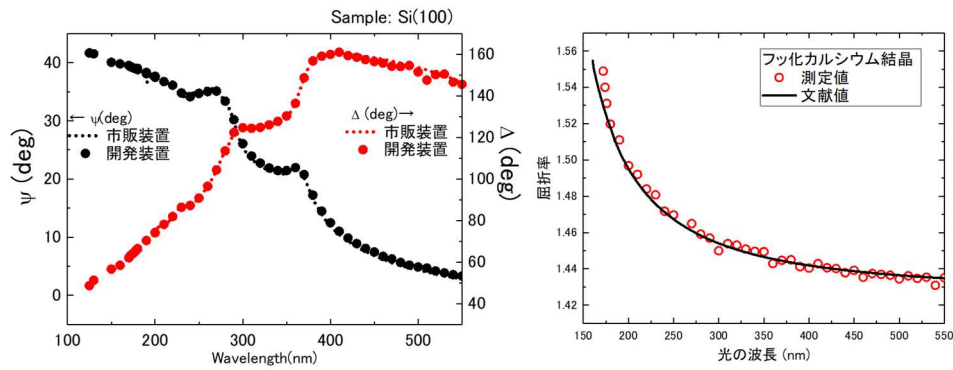 Sample: Si(100)
40
30
20
10
0
ψ (deg)
← ψ(deg)
市販装置
開発装置
Δ (deg)→
市販装置
開発装置
160
140
120
100
80
60
40
Δ (deg)
100 200 300 400 500
Wavelength(nm)
1.56
1.54
1.52
1.50
1.48
1.46
1.44
1.42
屈折率
フッ化カルシウム結晶
測定値
文献値
150 200 250 300 350 400 450 500 550
光の波長 (nm)